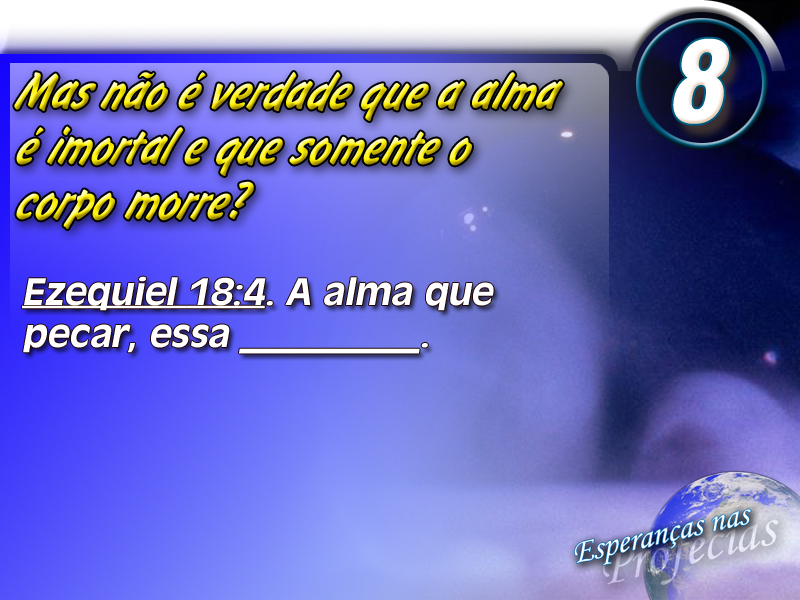 8
Mas não é verdade que a alma
é imortal e que somente o
corpo morre?
Ezequiel 18:4. A alma que
pecar, essa __________.
Esperanças nas
Profecias